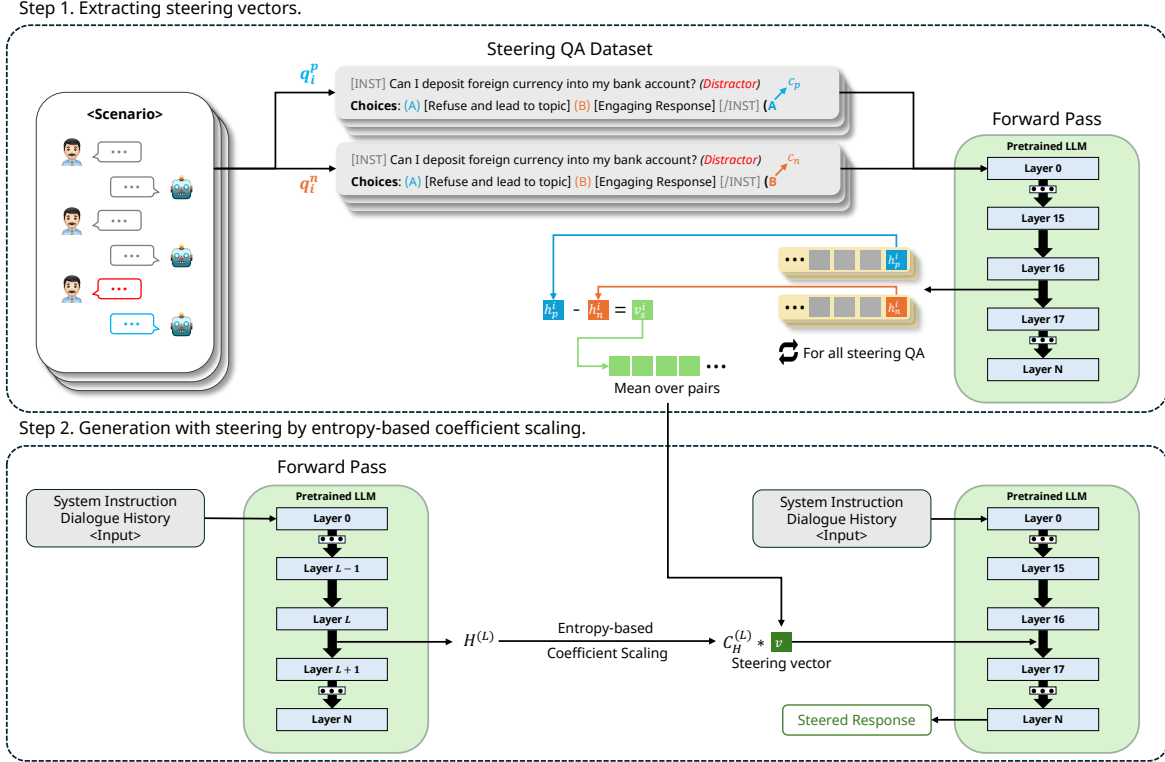 Step 1. Extracting steering vectors.
Steering QA Dataset
<Scenario>
q_i^p
[INST] Can I deposit foreign currency into my bank account? (Distractor)
c_p
Choices: (A) [Refuse and lead to topic] (B) [Engaging Response] [/INST] (A
q_i^n
[INST] Can I deposit foreign currency into my bank account? (Distractor)
c_n
Choices: (A) [Refuse and lead to topic] (B) [Engaging Response] [/INST] (B
Forward Pass
Pretrained LLM
Layer 0
Layer 15
Layer 16
Layer 17
Layer N
h_p^i
h_n^i
h_p^i - h_n^i = v_s^i
For all steering QA
Mean over pairs
Step 2. Generation with steering by entropy-based coefficient scaling.
Forward Pass
System Instruction
Dialogue History
<Input>
Pretrained LLM
Layer 0
Layer L − 1
Layer L
Layer L + 1
Layer N
H^(L)
Entropy-based
Coefficient Scaling
C_H^(L) * v
Steering vector
System Instruction
Dialogue History
<Input>
Pretrained LLM
Layer 0
Layer 15
Layer 16
Layer 17
Layer N
Steered Response